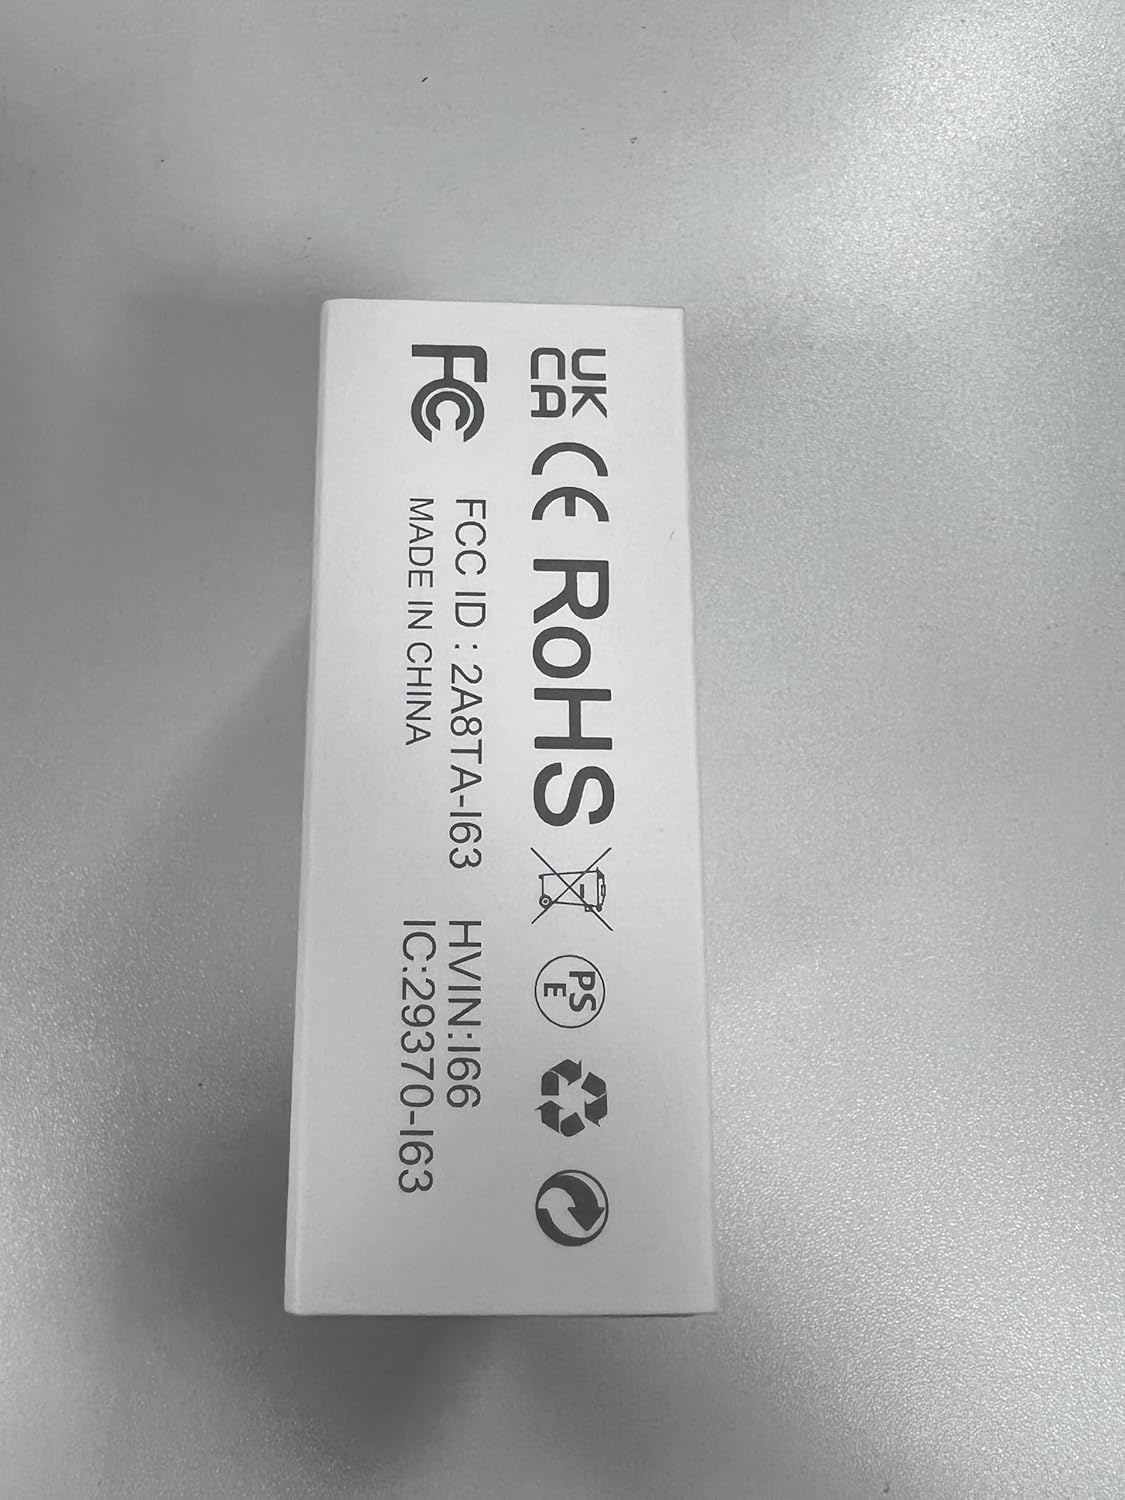 UK
CA
CE
RoHS
PS
E
FC
FCC ID : 2A8TA-I63
MADE IN CHINA
HVIN:I66
IC:29370-I63